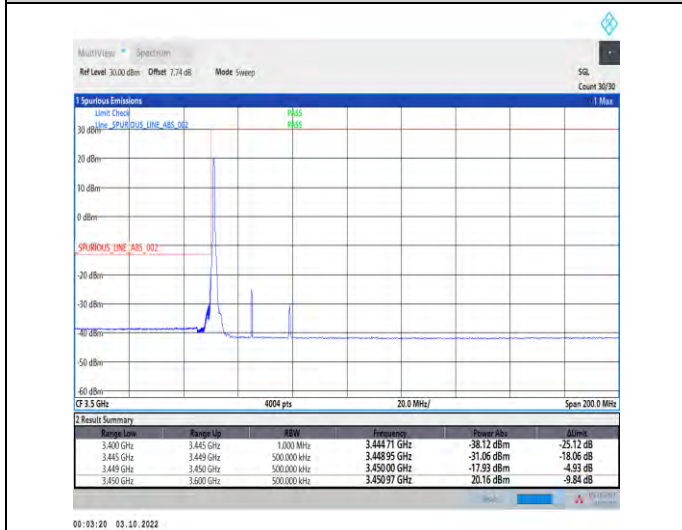 MultiView Spectrum
Ref Level 30.00 dBm Offset 7.74 dB Mode Sweep SGL
Count 30/30
1 Spurious Emissions 1 Max
Limit Check PASS
Line _SPURIOUS_LINE_ABS_002 PASS
30 dBm
20 dBm
10 dBm
0 dBm
_SPURIOUS_LINE_ABS_002
-20 dBm
-30 dBm
-40 dBm
-50 dBm
-60 dBm
CF 3.5 GHz 4004 pts 20.0 MHz/ Span 200.0 MHz
2 Result Summary
Range Low Range Up RBW Frequency Power Abs ΔLimit
3.400 GHz 3.445 GHz 1.000 MHz 3.444 71 GHz -38.12 dBm -25.12 dB
3.445 GHz 3.449 GHz 500.000 kHz 3.448 95 GHz -31.06 dBm -18.06 dB
3.449 GHz 3.450 GHz 500.000 kHz 3.450 00 GHz -17.93 dBm -4.93 dB
3.450 GHz 3.600 GHz 500.000 kHz 3.450 97 GHz 20.16 dBm -9.84 dB
00:03:20 03.10.2022